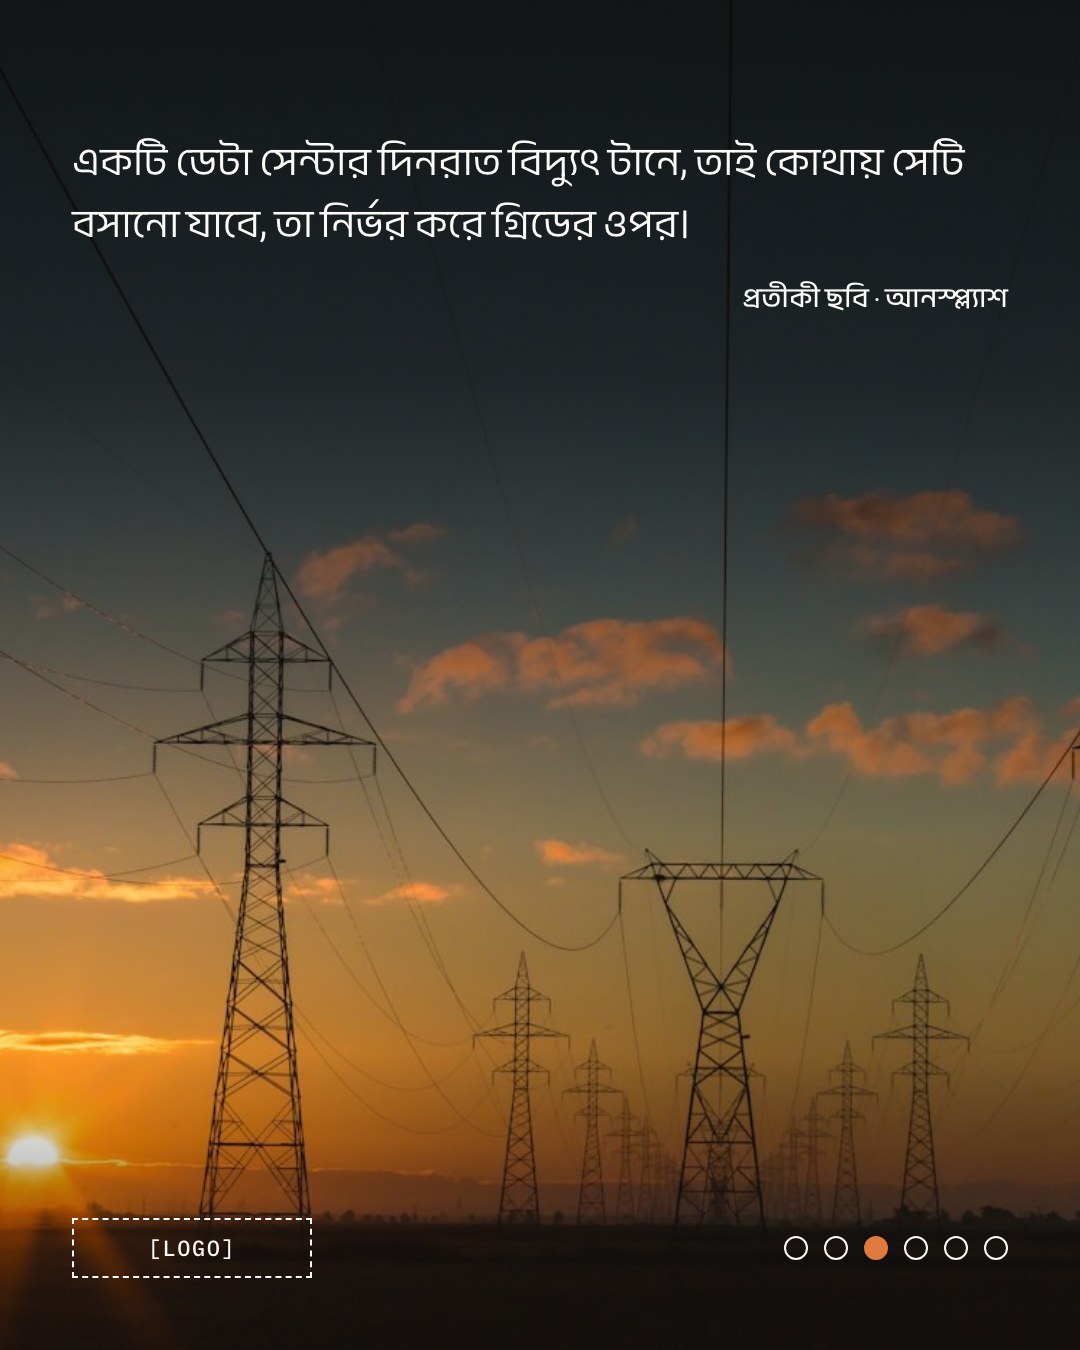 একটি ডেটা সেন্টার দিনরাত বিদ্যুৎ টানে, তাই কোথায় সেটি
বসানো যাবে, তা নির্ভর করে গ্রিডের ওপর।
প্রতীকী ছবি · আনস্প্ল্যাশ
[LOGO]